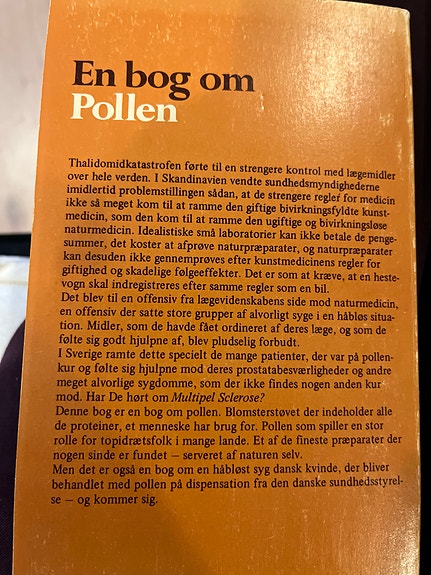 En bog om
Pollen
Thalidomidkatastrofen førte til en strengere kontrol med lægemidler
over hele verden. I Skandinavien vendte sundhedsmyndighederne
imidlertid problemstillingen sådan, at de strengere regler for medicin
ikke så meget kom til at ramme den giftige bivirkningsfyldte kunst-
medicin, som den kom til at ramme den ugiftige og bivirkningsløse
naturmedicin. Idealistiske små laboratorier kan ikke betale de penge-
summer, det koster at afprøve naturpræparater, og naturpræparater
kan desuden ikke gennemprøves efter kunstmedicinens regler for
giftighed og skadelige følgeeffekter. Det er som at kræve, at en heste-
vogn skal indregistreres efter samme regler som en bil.
Det blev til en offensiv fra lægevidenskabens side mod naturmedicin,
en offensiv der satte store grupper af alvorligt syge i en håbløs situa-
tion. Midler, som de havde fået ordineret af deres læge, og som de
følte sig godt hjulpne af, blev pludselig forbudt.
I Sverige ramte dette specielt de mange patienter, der var på pollen-
kur og følte sig hjulpne mod deres prostatabesværligheder og andre
meget alvorlige sygdomme, som der ikke findes nogen anden kur
mod. Har De hørt om Multipel Sclerose?
Denne bog er en bog om pollen. Blomsterstøvet der indeholder alle
de proteiner, et menneske har brug for. Pollen som spiller en stor
rolle for topidrætsfolk i mange lande. Et af de fineste præparater der
nogen sinde er fundet – serveret af naturen selv.
Men det er også en bog om en håbløst syg dansk kvinde, der bliver
behandlet med pollen på dispensation fra den danske sundhedsstyrel-
se – og kommer sig.